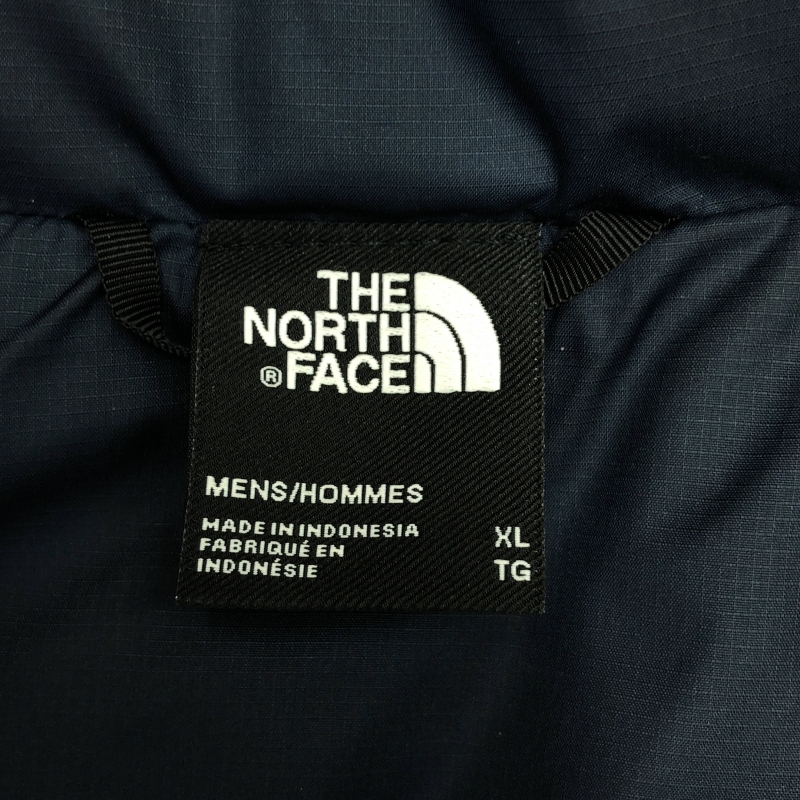 THE
NORTH
® FACE
MENS/HOMMES
MADE IN INDONESIA
FABRIQUÉ EN
INDONÉSIE
XL
TG